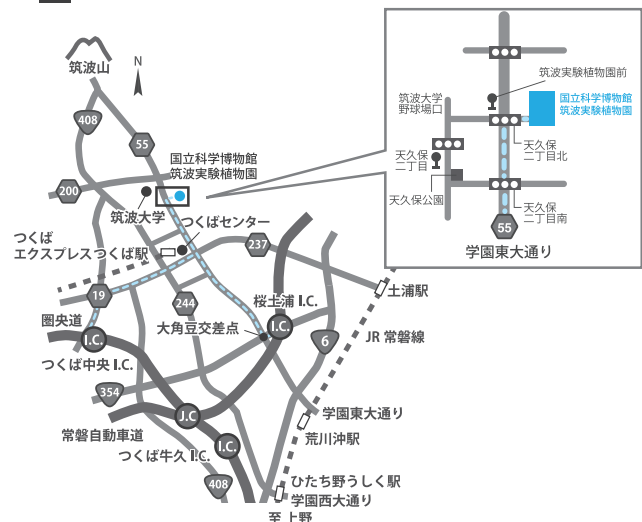 筑波山
N
408
55
国立科学博物館
筑波実験植物園
200
筑波大学
つくばセンター
つくば
エクスプレスつくば駅
237
19
244
桜土浦 I.C.
土浦駅
圏央道
大角豆交差点
I.C.
I.C.
6
JR 常磐線
つくば中央 I.C.
354
J.C
学園東大通り
常磐自動車道
I.C.
荒川沖駅
つくば牛久 I.C.
408
ひたち野うしく駅
学園西大通り
至 上野
筑波実験植物園前
筑波大学
野球場口
国立科学博物館
筑波実験植物園
天久保
二丁目
天久保
二丁目北
天久保公園
天久保
二丁目南
55
学園東大通り